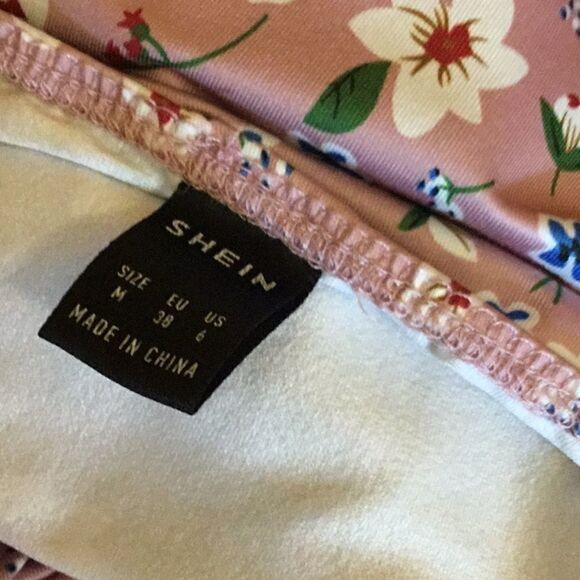 SHEIN
SIZE EU US
M 38 6
MADE IN CHINA